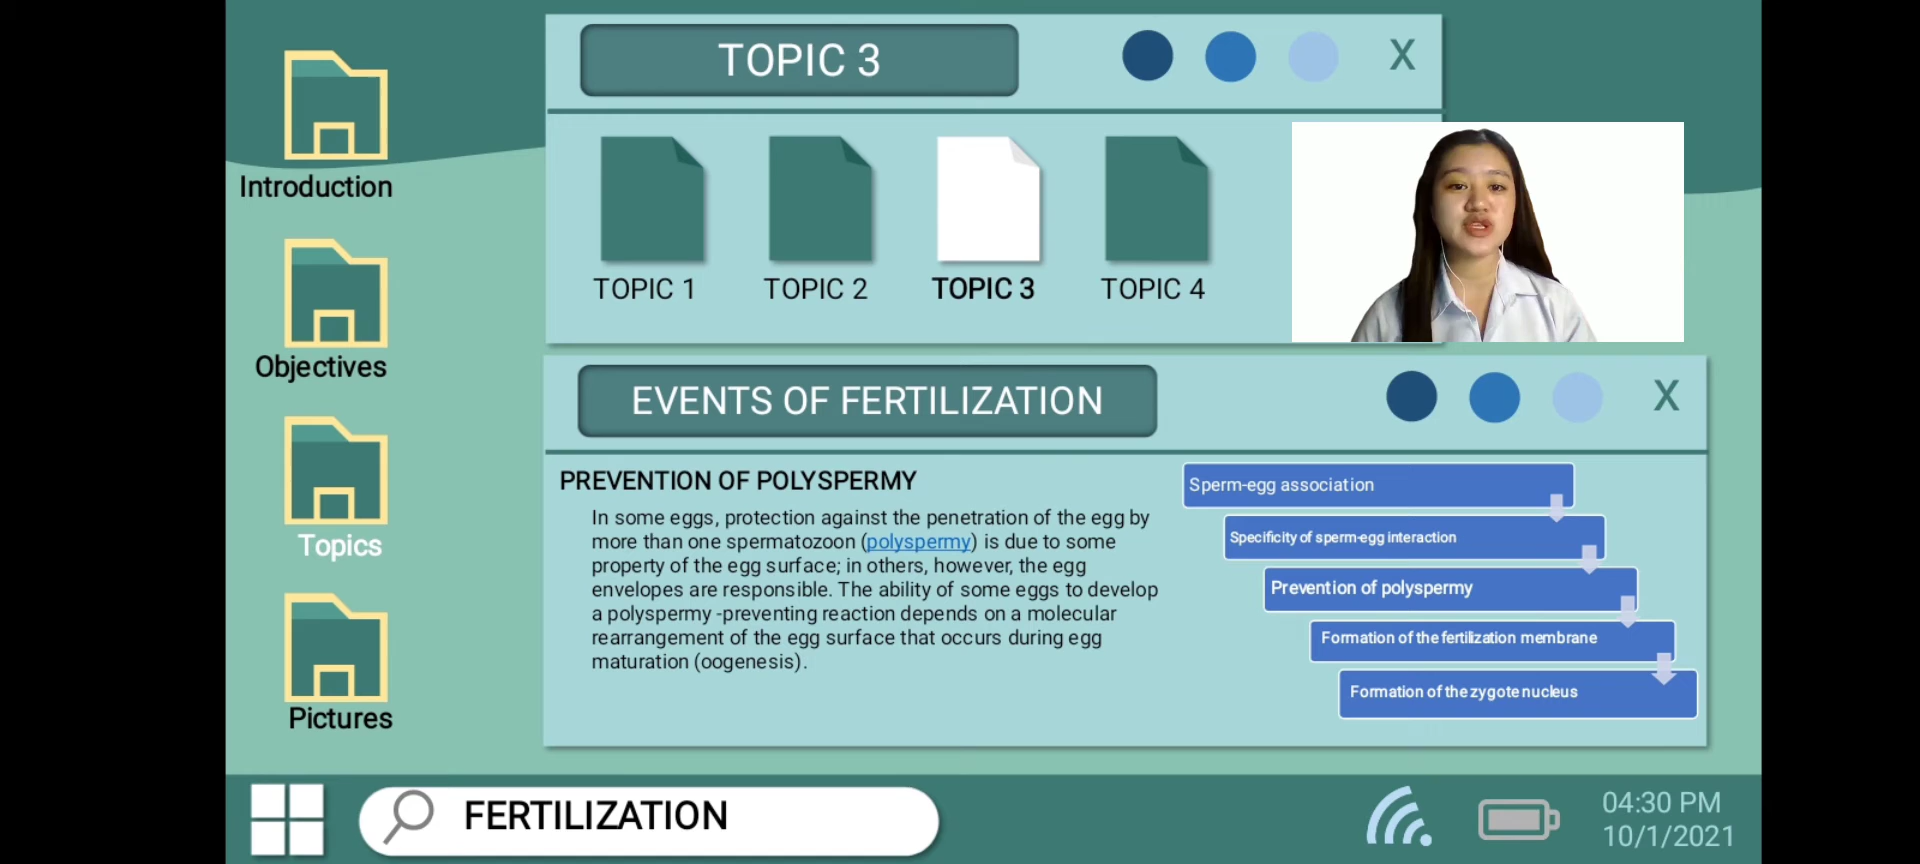 TOPIC 3
X
Introduction
TOPIC 1
TOPIC 2
TOPIC 3
TOPIC 4
Objectives
EVENTS OF FERTILIZATION
X
PREVENTION OF POLYSPERMY
In some eggs, protection against the penetration of the egg by
more than one spermatozoon (polyspermy) is due to some
property of the egg surface; in others, however, the egg
envelopes are responsible. The ability of some eggs to develop
a polyspermy -preventing reaction depends on a molecular
rearrangement of the egg surface that occurs during egg
maturation (oogenesis).
Sperm-egg association
Specificity of sperm-egg interaction
Prevention of polyspermy
Formation of the fertilization membrane
Formation of the zygote nucleus
Topics
Pictures
FERTILIZATION
04:30 PM
10/1/2021